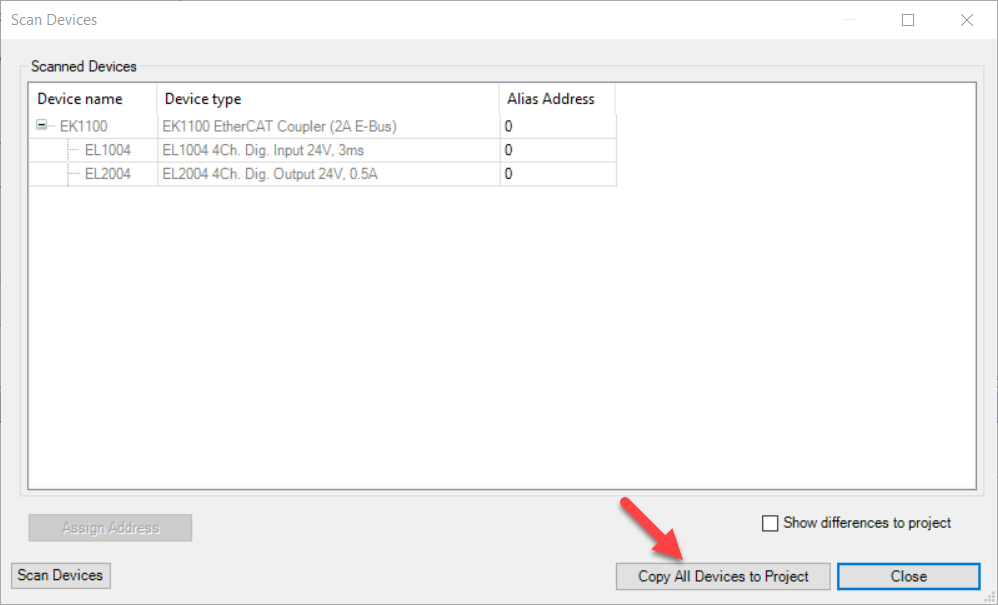 Scan Devices
Scanned Devices
Device name Device type Alias Address
EK1100 EK1100 EtherCAT Coupler (2A E-Bus) 0
EL1004 EL1004 4Ch. Dig. Input 24V, 3ms 0
EL2004 EL2004 4Ch. Dig. Output 24V, 0.5A 0
Assign Address Show differences to project
Scan Devices Copy All Devices to Project Close